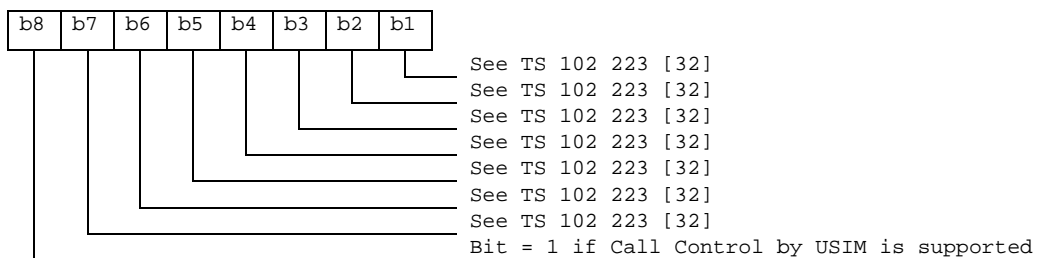 b8 b7 b6 b5 b4 b3 b2 b1
See TS 102 223 [32]
See TS 102 223 [32]
See TS 102 223 [32]
See TS 102 223 [32]
See TS 102 223 [32]
See TS 102 223 [32]
See TS 102 223 [32]
Bit = 1 if Call Control by USIM is supported